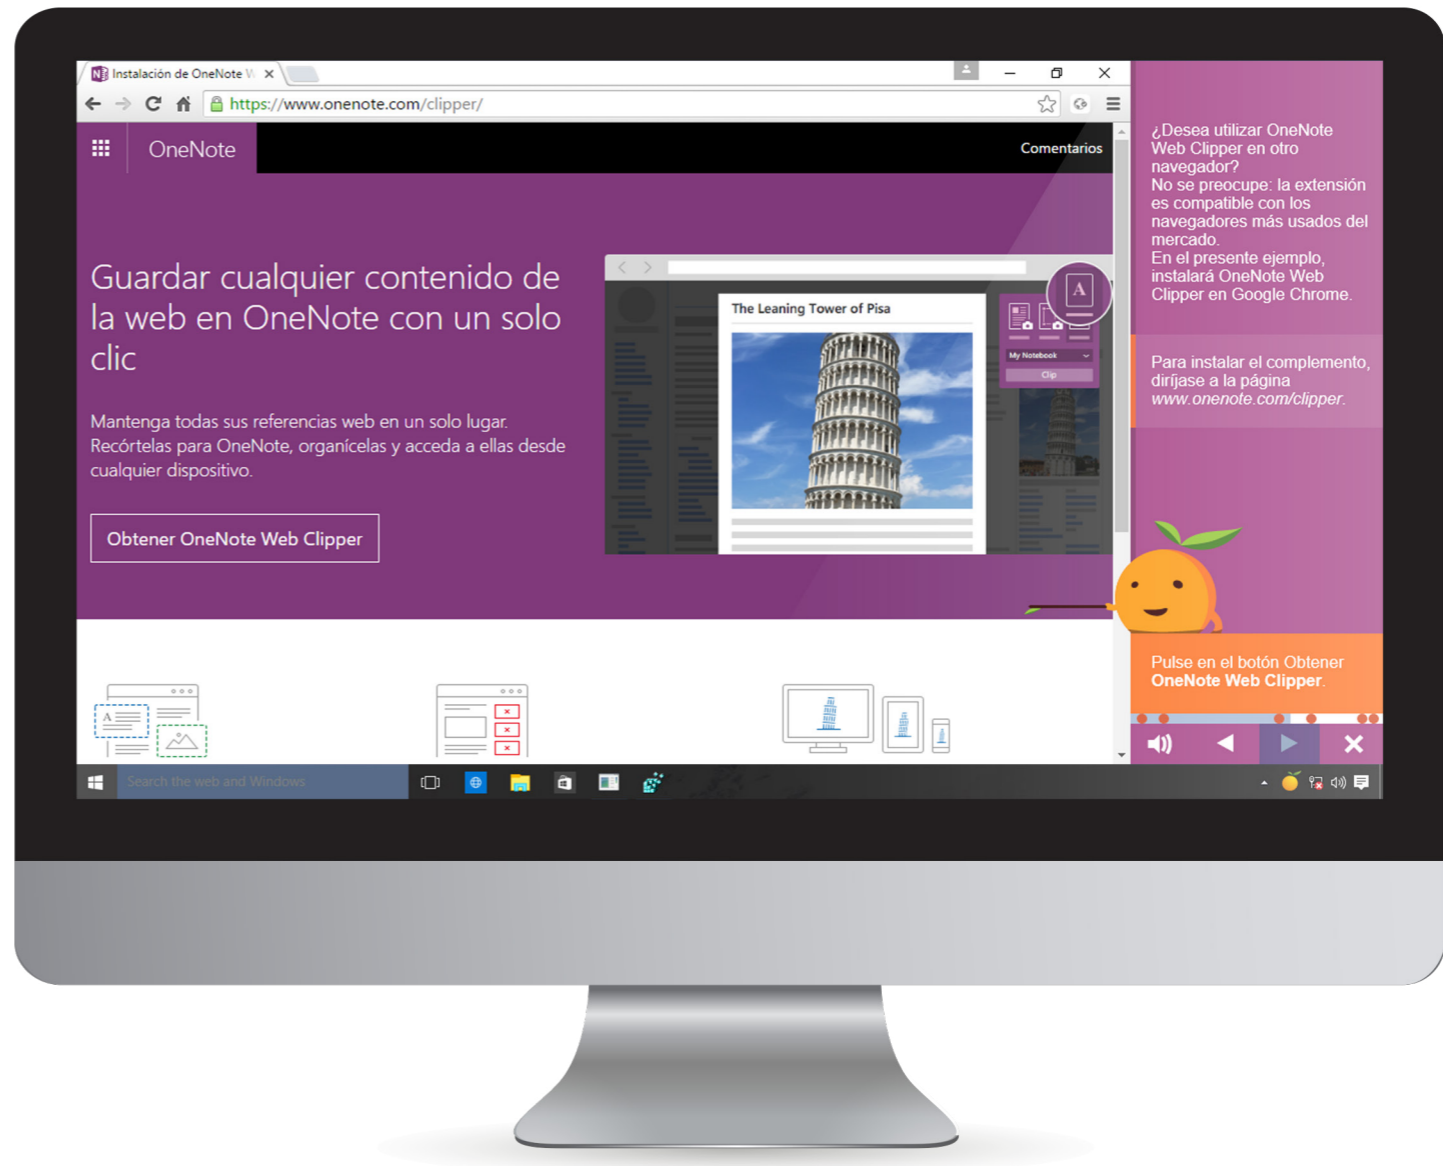 Instalación de OneNote W
https://www.onenote.com/clipper/
OneNote
Comentarios
Guardar cualquier contenido de
la web en OneNote con un solo
clic
Mantenga todas sus referencias web en un solo lugar.
Recórtelas para OneNote, organícelas y acceda a ellas desde
cualquier dispositivo.
Obtener OneNote Web Clipper
The Leaning Tower of Pisa
A
My Notebook
Clip
A
¿Desea utilizar OneNote
Web Clipper en otro
navegador?
No se preocupe: la extensión
es compatible con los
navegadores más usados del
mercado.
En el presente ejemplo,
instalará OneNote Web
Clipper en Google Chrome.
Para instalar el complemento,
diríjase a la página
www.onenote.com/clipper.
Pulse en el botón Obtener
OneNote Web Clipper.
Search the web and Windows